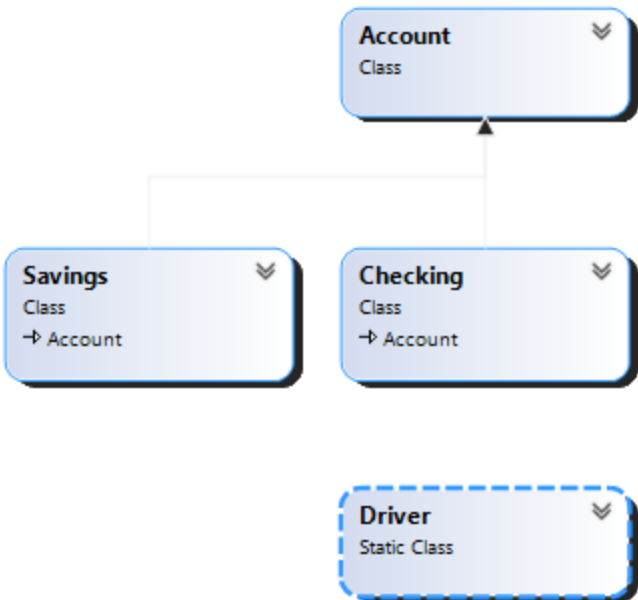 Account
Class
Savings
Class
Account
Checking
Class
Account
Driver
Static Class